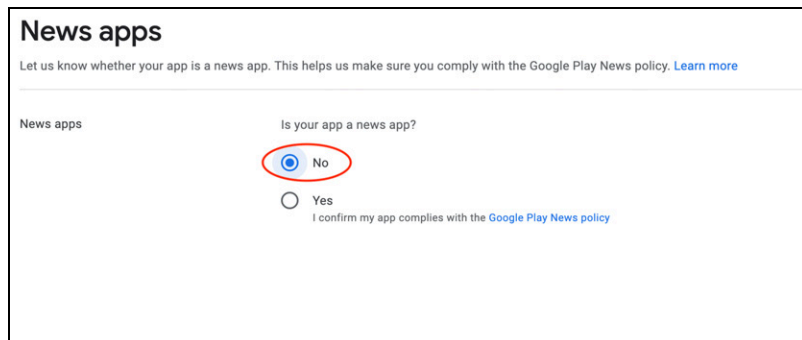 News apps
Let us know whether your app is a news app. This helps us make sure you comply with the Google Play News policy. Learn more
News apps
Is your app a news app?
No
Yes
I confirm my app complies with the Google Play News policy